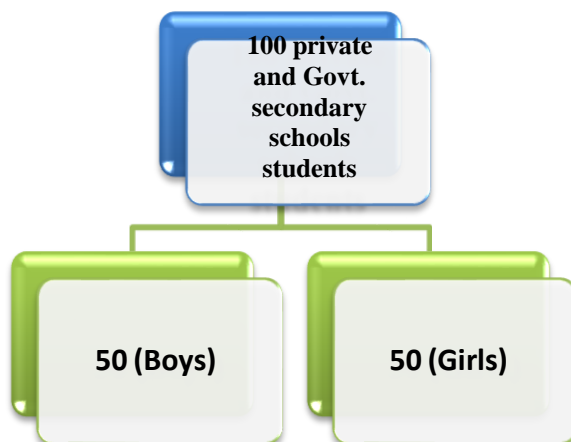 100 private
and Govt.
secondary
schools
students
50 (Boys)
50 (Girls)